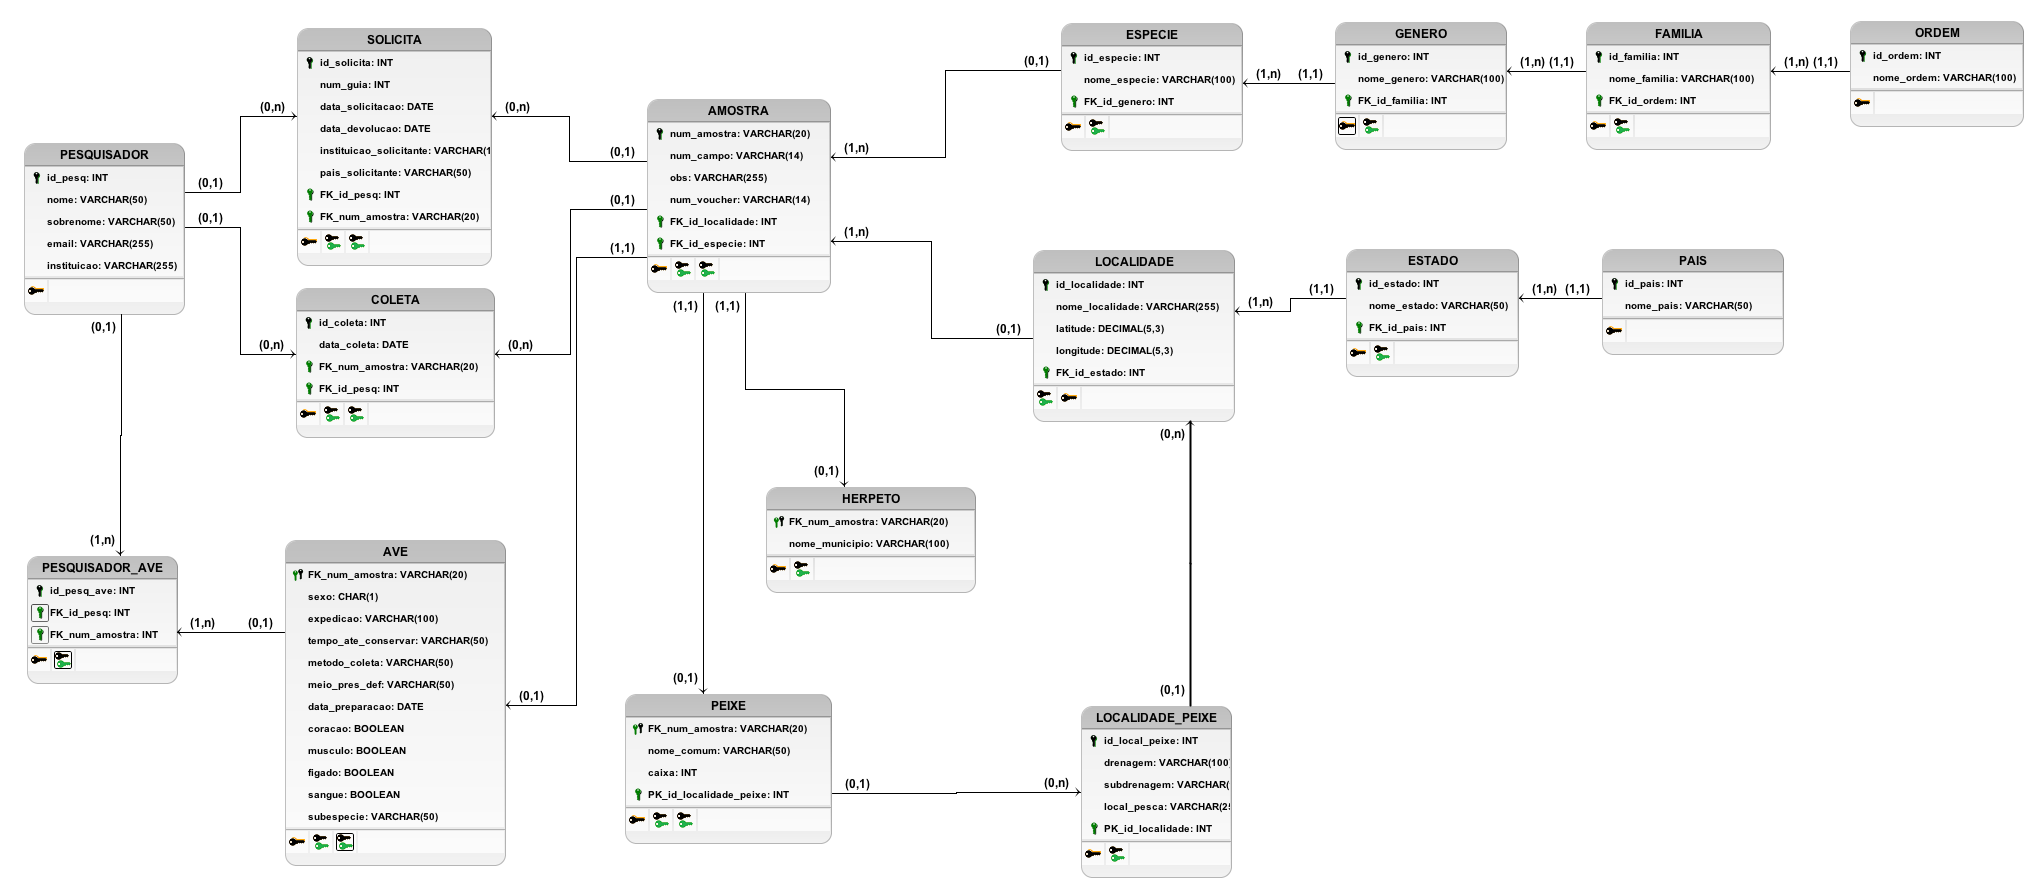 SOLICITA
id_solicita: INT
num_guia: INT
data_solicitacao: DATE
data_devolucao: DATE
instituicao_solicitante: VARCHAR(1
pais_solicitante: VARCHAR(50)
FK_id_pesq: INT
FK_num_amostra: VARCHAR(20)
(0,n)
(0,n)
PESQUISADOR
id_pesq: INT
nome: VARCHAR(50)
sobrenome: VARCHAR(50)
email: VARCHAR(255)
instituicao: VARCHAR(255)
(0,1)
(0,1)
(0,1)
COLETA
id_coleta: INT
data_coleta: DATE
FK_num_amostra: VARCHAR(20)
FK_id_pesq: INT
(0,n)
(0,n)
AMOSTRA
num_amostra: VARCHAR(20)
num_campo: VARCHAR(14)
obs: VARCHAR(255)
num_voucher: VARCHAR(14)
FK_id_localidade: INT
FK_id_especie: INT
(0,1)
(0,1)
(1,1)
(1,1)
(1,1)
(1,n)
(1,n)
ESPECIE
id_especie: INT
nome_especie: VARCHAR(100)
FK_id_genero: INT
(0,1)
(1,n)
(1,1)
GENERO
id_genero: INT
nome_genero: VARCHAR(100)
FK_id_familia: INT
(1,n) (1,1)
FAMILIA
id_familia: INT
nome_familia: VARCHAR(100)
FK_id_ordem: INT
(1,n) (1,1)
ORDEM
id_ordem: INT
nome_ordem: VARCHAR(100)
LOCALIDADE
id_localidade: INT
nome_localidade: VARCHAR(255)
latitude: DECIMAL(5,3)
longitude: DECIMAL(5,3)
FK_id_estado: INT
(0,1)
(1,n)
(1,1)
(0,n)
ESTADO
id_estado: INT
nome_estado: VARCHAR(50)
FK_id_pais: INT
(1,n) (1,1)
PAIS
id_pais: INT
nome_pais: VARCHAR(50)
(0,1)
HERPETO
FK_num_amostra: VARCHAR(20)
nome_municipio: VARCHAR(100)
(1,n)
PESQUISADOR_AVE
id_pesq_ave: INT
FK_id_pesq: INT
FK_num_amostra: INT
(1,n)
(0,1)
AVE
FK_num_amostra: VARCHAR(20)
sexo: CHAR(1)
expedicao: VARCHAR(100)
tempo_ate_conservar: VARCHAR(50)
metodo_coleta: VARCHAR(50)
meio_pres_def: VARCHAR(50)
data_preparacao: DATE
coracao: BOOLEAN
musculo: BOOLEAN
figado: BOOLEAN
sangue: BOOLEAN
subespecie: VARCHAR(50)
(0,1)
(0,1)
PEIXE
FK_num_amostra: VARCHAR(20)
nome_comum: VARCHAR(50)
caixa: INT
PK_id_localidade_peixe: INT
(0,1)
(0,n)
(0,1)
LOCALIDADE_PEIXE
id_local_peixe: INT
drenagem: VARCHAR(100)
subdrenagem: VARCHAR(
local_pesca: VARCHAR(25
PK_id_localidade: INT